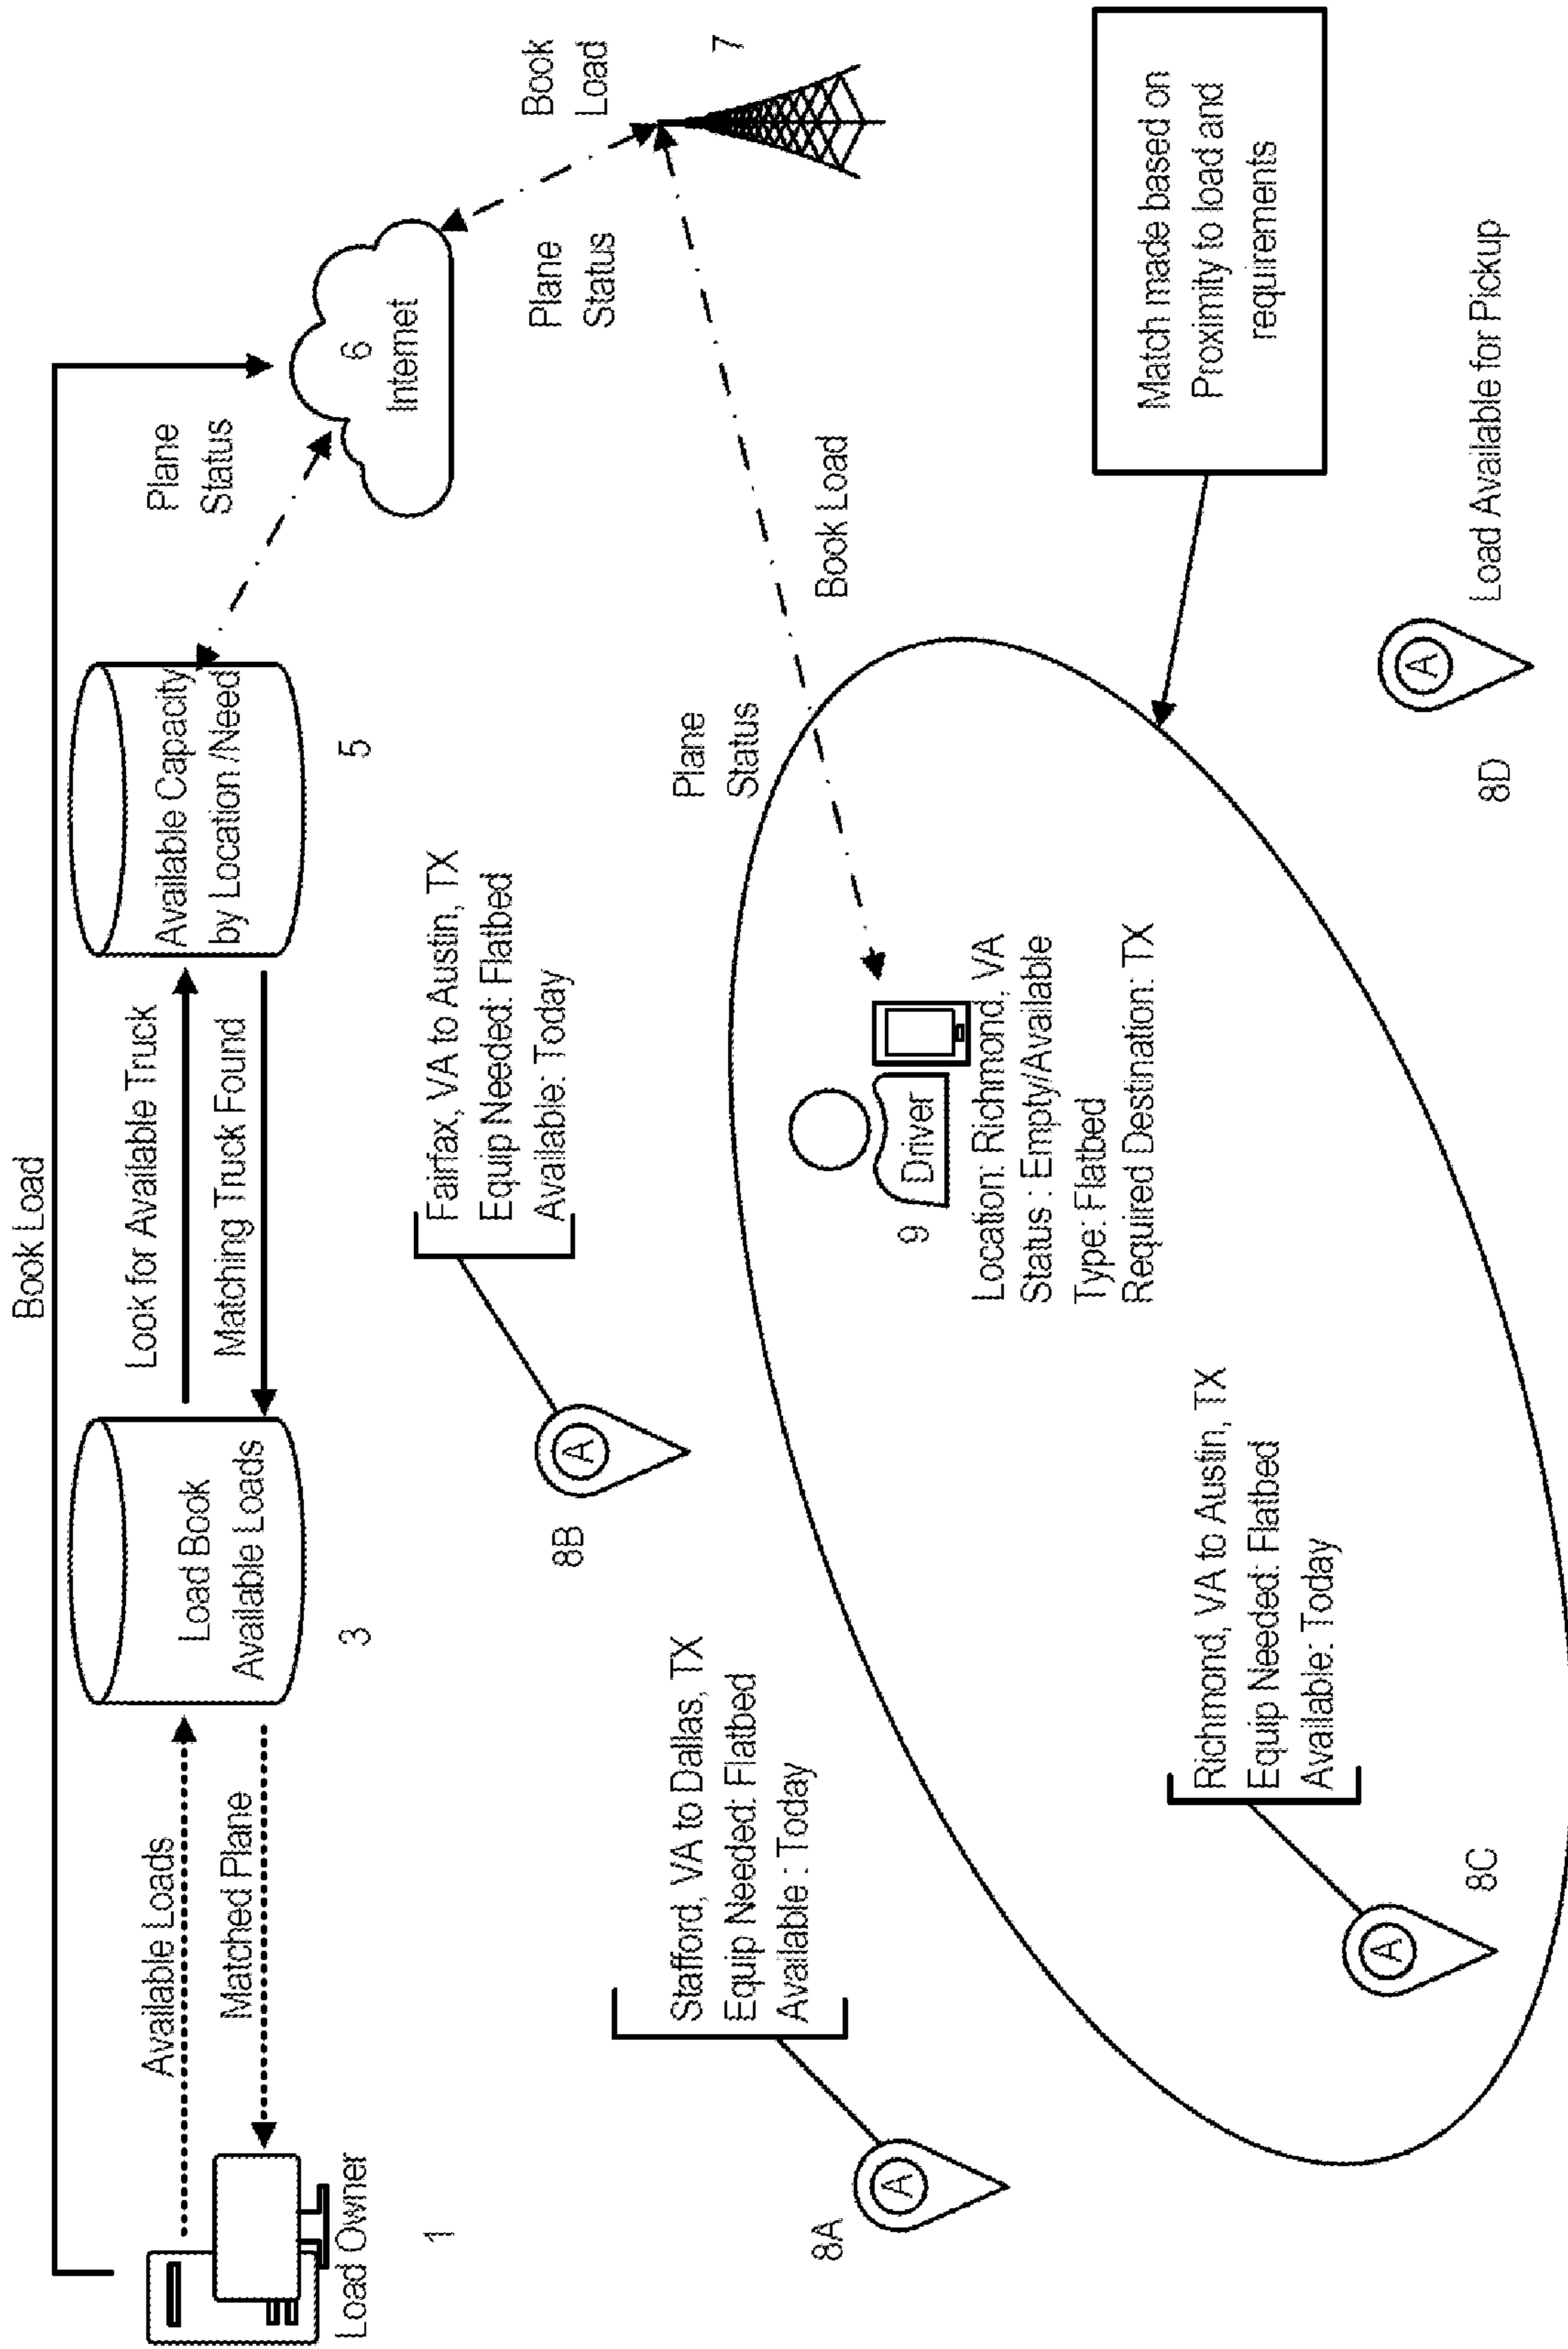 Book Load
Available Loads
Matched Plane
Load Owner
1
Load Book
Available Loads
3
Look for Available Truck
Matching Truck Found
Available Capacity
by Location /Need
5
Plane
Status
6
Internet
Book
Load
7
Plane
Status
Plane
Status
Book Load
Fairfax, VA to Austin, TX
Equip Needed: Flatbed
Available: Today
8B
Stafford, VA to Dallas, TX
Equip Needed: Flatbed
Available : Today
8A
9
Driver
Location: Richmond, VA
Status : Empty/Available
Type: Flatbed
Required Destination: TX
Richmond, VA to Austin, TX
Equip Needed: Flatbed
Available: Today
8C
Match made based on
Proximity to load and
requirements
Load Available for Pickup
8D
A
A
A
A